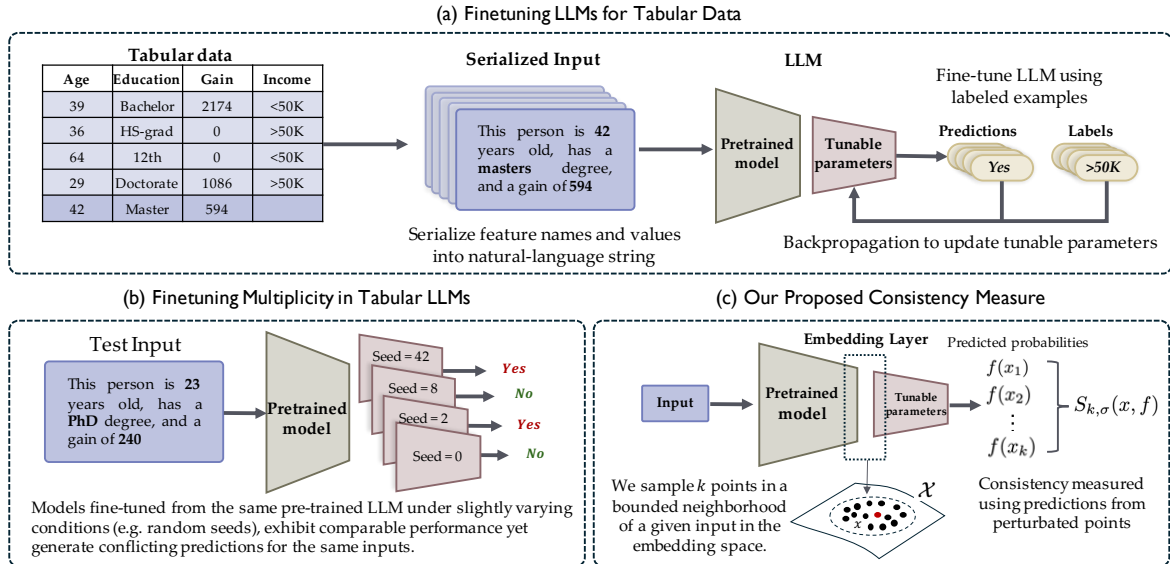 (a) Finetuning LLMs for Tabular Data
Tabular data
Age Education Gain Income
39 Bachelor 2174 <50K
36 HS-grad 0 >50K
64 12th 0 <50K
29 Doctorate 1086 >50K
42 Master 594
Serialized Input
This person is 42
years old, has a
masters degree,
and a gain of 594
Serialize feature names and values
into natural-language string
LLM
Pretrained
model
Tunable
parameters
Fine-tune LLM using
labeled examples
Predictions
Yes
Labels
>50K
Backpropagation to update tunable parameters
(b) Finetuning Multiplicity in Tabular LLMs
Test Input
This person is 23
years old, has a
PhD degree, and a
gain of 240
Pretrained
model
Seed = 42
Yes
Seed = 8
No
Seed = 2
Yes
Seed = 0
No
Models fine-tuned from the same pre-trained LLM under slightly varying
conditions (e.g. random seeds), exhibit comparable performance yet
generate conflicting predictions for the same inputs.
(c) Our Proposed Consistency Measure
Input
Pretrained
model
Embedding Layer
Tunable
parameters
Predicted probabilities
f(x₁)
f(x₂)
⋮
f(x_k)
S_{k,σ}(x, f)
We sample k points in a
bounded neighborhood
of a given input in the
embedding space.
x
𝒳
Consistency measured
using predictions from
perturbated points